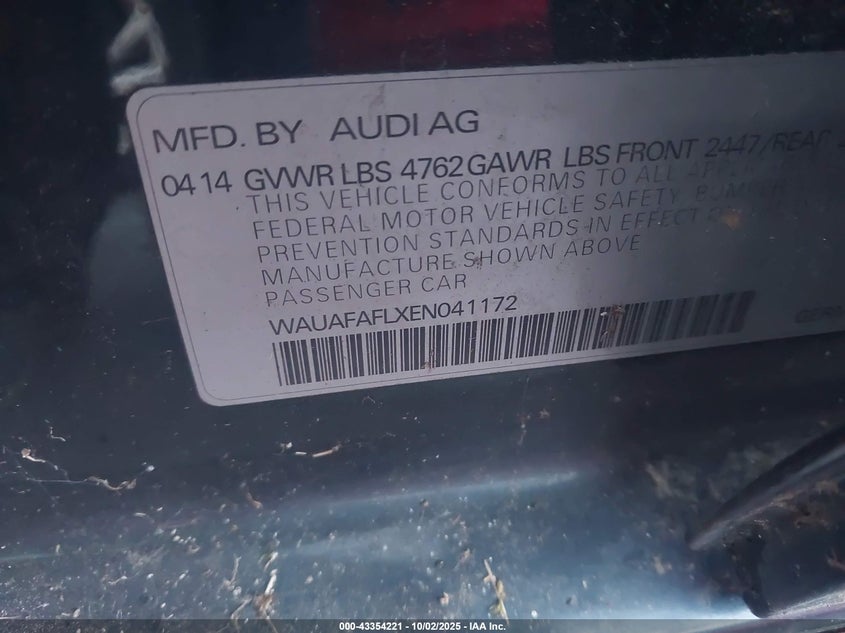 MFD. BY AUDI AG
0414 GVWR LBS 4762 GAWR LBS FRONT 2447/REAR
THIS VEHICLE CONFORMS TO ALL
FEDERAL MOTOR VEHICLE SAFETY, BUMPER
PREVENTION STANDARDS IN EFFECT
MANUFACTURE SHOWN ABOVE
PASSENGER CAR
WAUAFAFLXEN041172
000-43354221 - 10/02/2025 - IAA Inc.